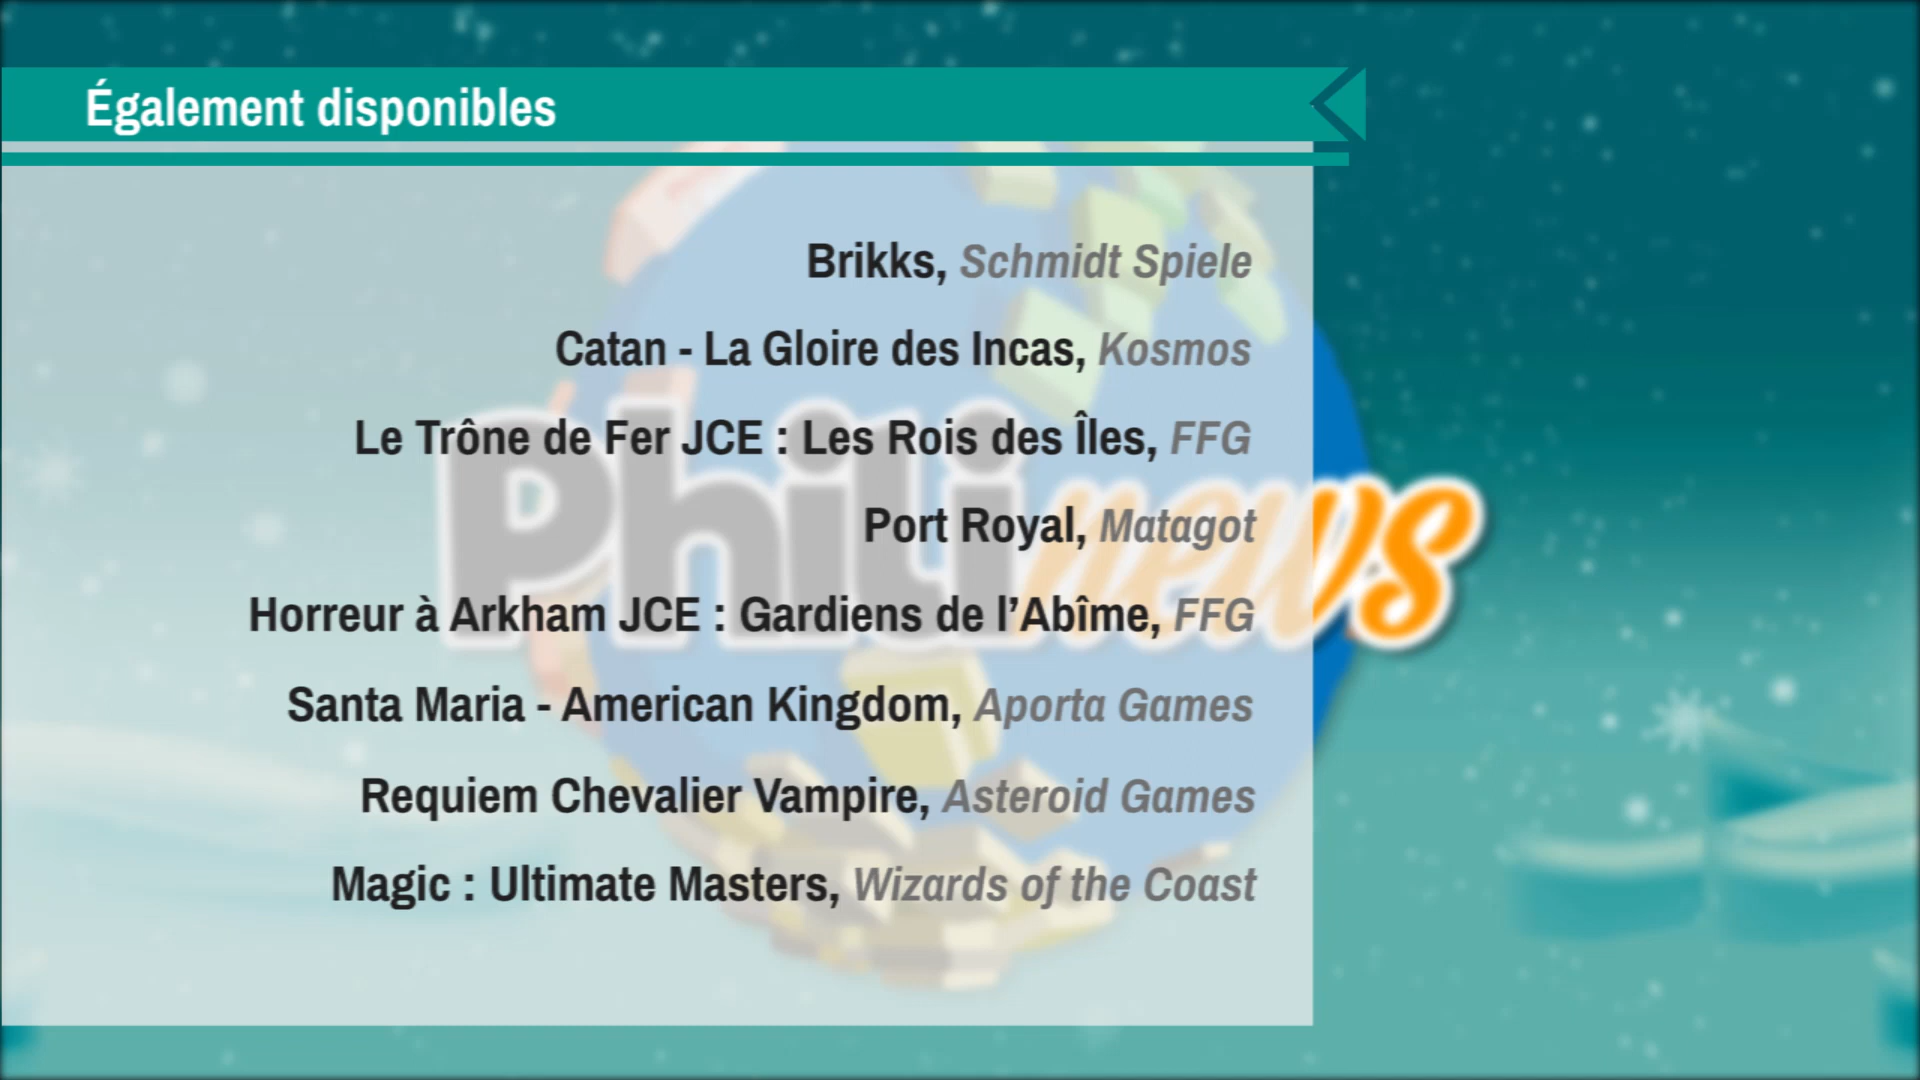 Également disponibles
Brikks, Schmidt Spiele
Catan - La Gloire des Incas, Kosmos
Le Trône de Fer JCE : Les Rois des Îles, FFG
Philinews
Port Royal, Matagot
Horreur à Arkham JCE : Gardiens de l’Abîme, FFG
Santa Maria - American Kingdom, Aporta Games
Requiem Chevalier Vampire, Asteroid Games
Magic : Ultimate Masters, Wizards of the Coast